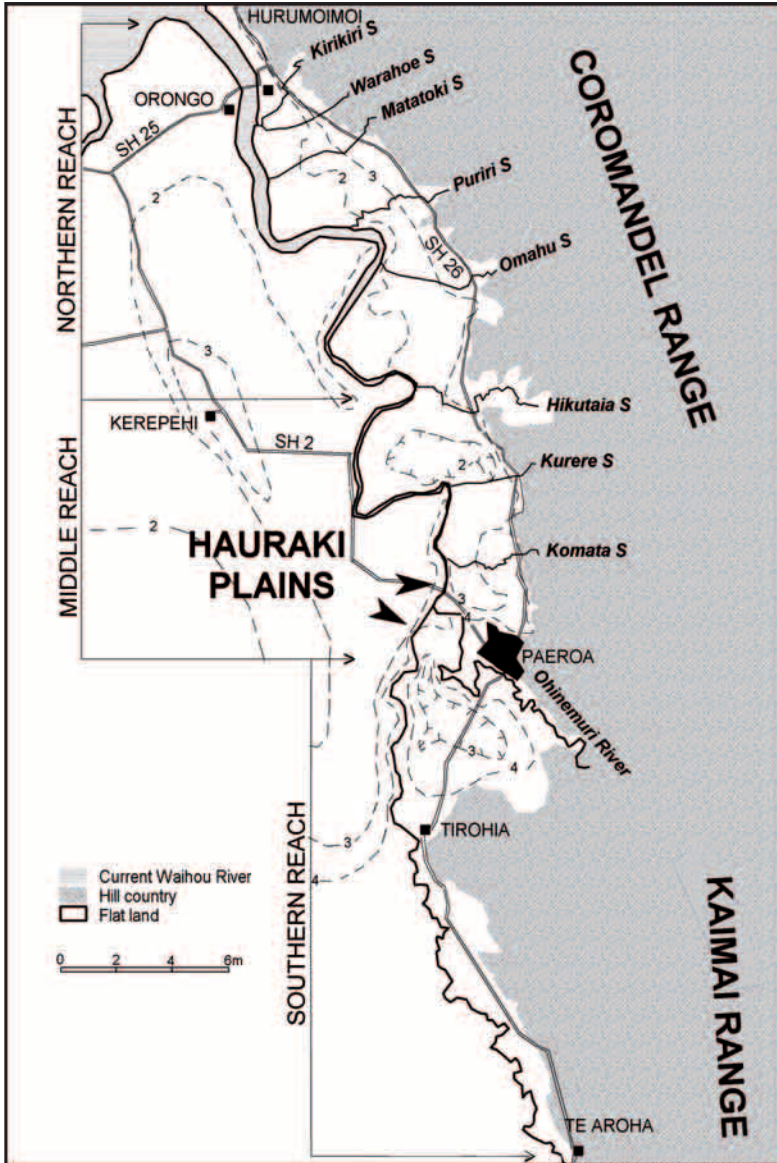 HURUMOIMOI
Kirikiri S
ORONGO
Warahoe S
Matatoki S
SH 25
COROMANDEL RANGE
NORTHERN REACH
2
3
2
Puriri S
SH 26
Omahu S
3
KEREPEHI
SH 2
Hikutaia S
2
Kurere S
MIDDLE REACH
2
HAURAKI
PLAINS
Komata S
3
4
PAEROA
Ohinemuri River
3
4
SOUTHERN REACH
TIROHIA
3
4
Current Waihou River
Hill country
Flat land
0 2 4 6m
KAIMAI RANGE
TE AROHA